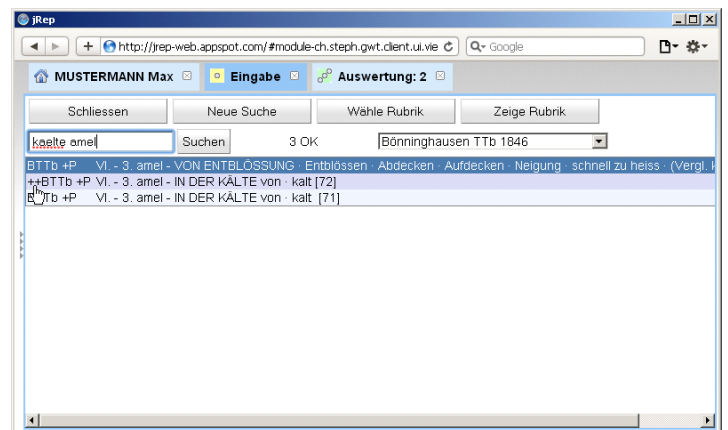 jRep
http://jrep-web.appspot.com/#module-ch.steph.gwt.client.ui.vie Google
MUSTERMANN Max Eingabe Auswertung: 2
Schliessen Neue Suche Wähle Rubrik Zeige Rubrik
kaelte amel Suchen 3 OK Bönninghausen TTb 1846
BTTb +P VI. - 3. amel - VON ENTBLÖSSUNG · Entblössen · Abdecken · Aufdecken · Neigung · schnell zu heiss · (Vergl.
++BTTb +P VI. - 3. amel - IN DER KÄLTE von · kalt [72]
BTTb +P VI. - 3. amel - IN DER KÄLTE von · kalt [71]